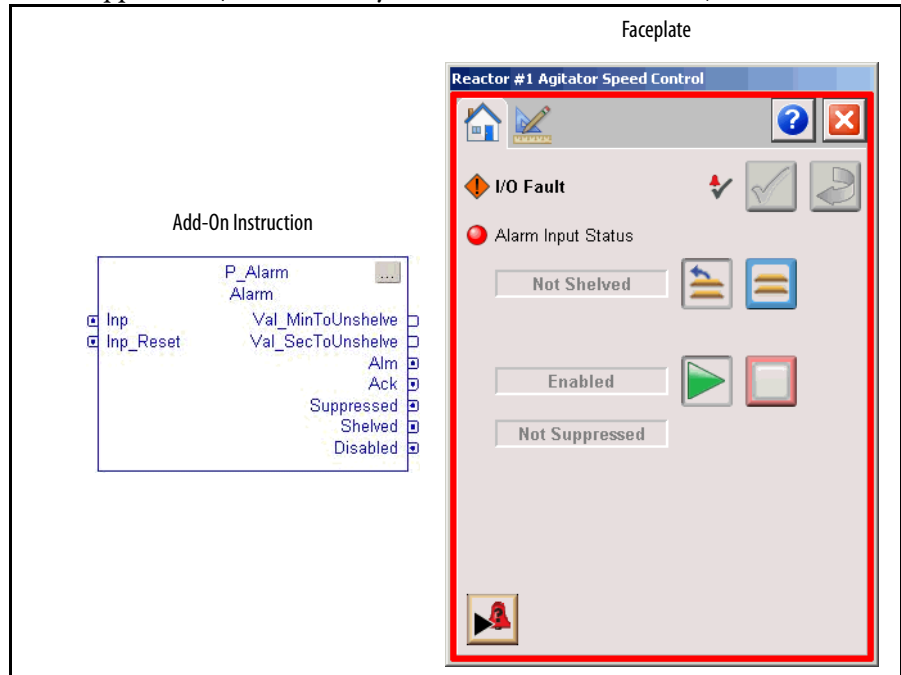 Faceplate
Reactor #1 Agitator Speed Control
?
I/O Fault
Alarm Input Status
Not Shelved
Enabled
Not Suppressed
Add-On Instruction
P_Alarm
...
Alarm
Inp
Val_MinToUnshelve
Inp_Reset
Val_SecToUnshelve
Alm
Ack
Suppressed
Shelved
Disabled